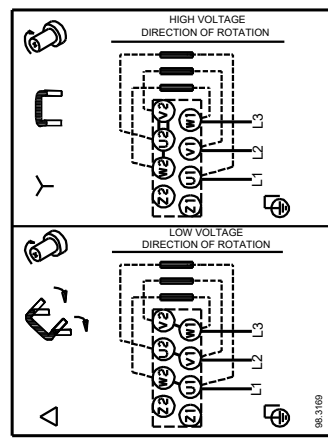 HIGH VOLTAGE
DIRECTION OF ROTATION
Z2 W2 U2 V2
Z1 U1 V1 W1
L1 L2 L3
LOW VOLTAGE
DIRECTION OF ROTATION
Z2 W2 U2 V2
Z1 U1 V1 W1
L1 L2 L3
98.3169